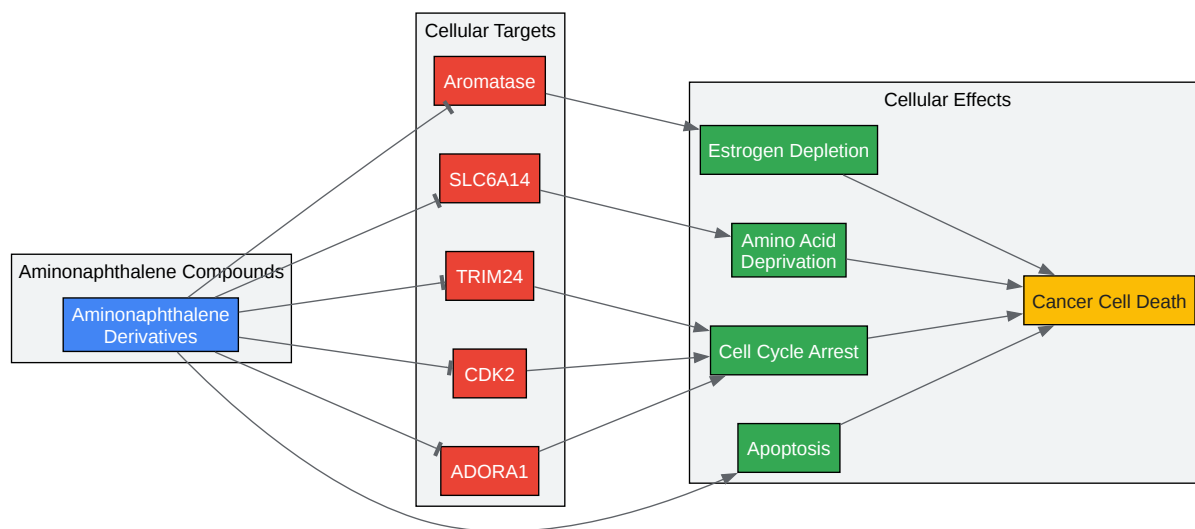 Aminonaphthalene Compounds
Aminonaphthalene
Derivatives
Cellular Targets
Aromatase
SLC6A14
TRIM24
CDK2
ADORA1
Cellular Effects
Estrogen Depletion
Amino Acid
Deprivation
Cell Cycle Arrest
Apoptosis
Cancer Cell Death